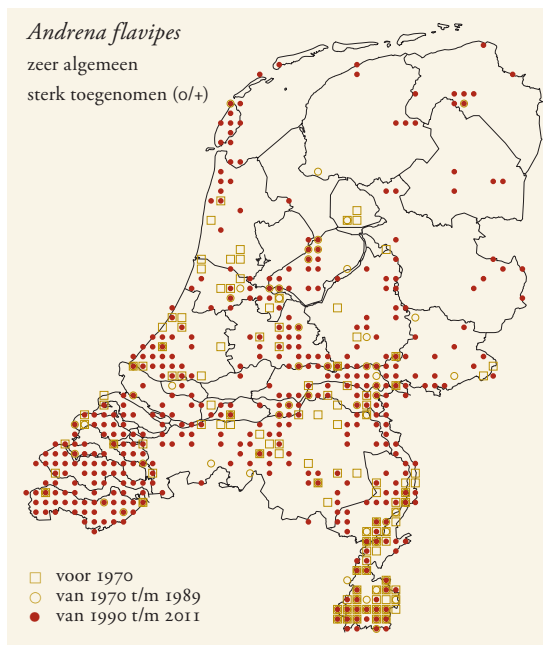 Andrena flavipes
zeer algemeen
sterk toegenomen (0/+)
voor 1970
van 1970 t/m 1989
van 1990 t/m 2011